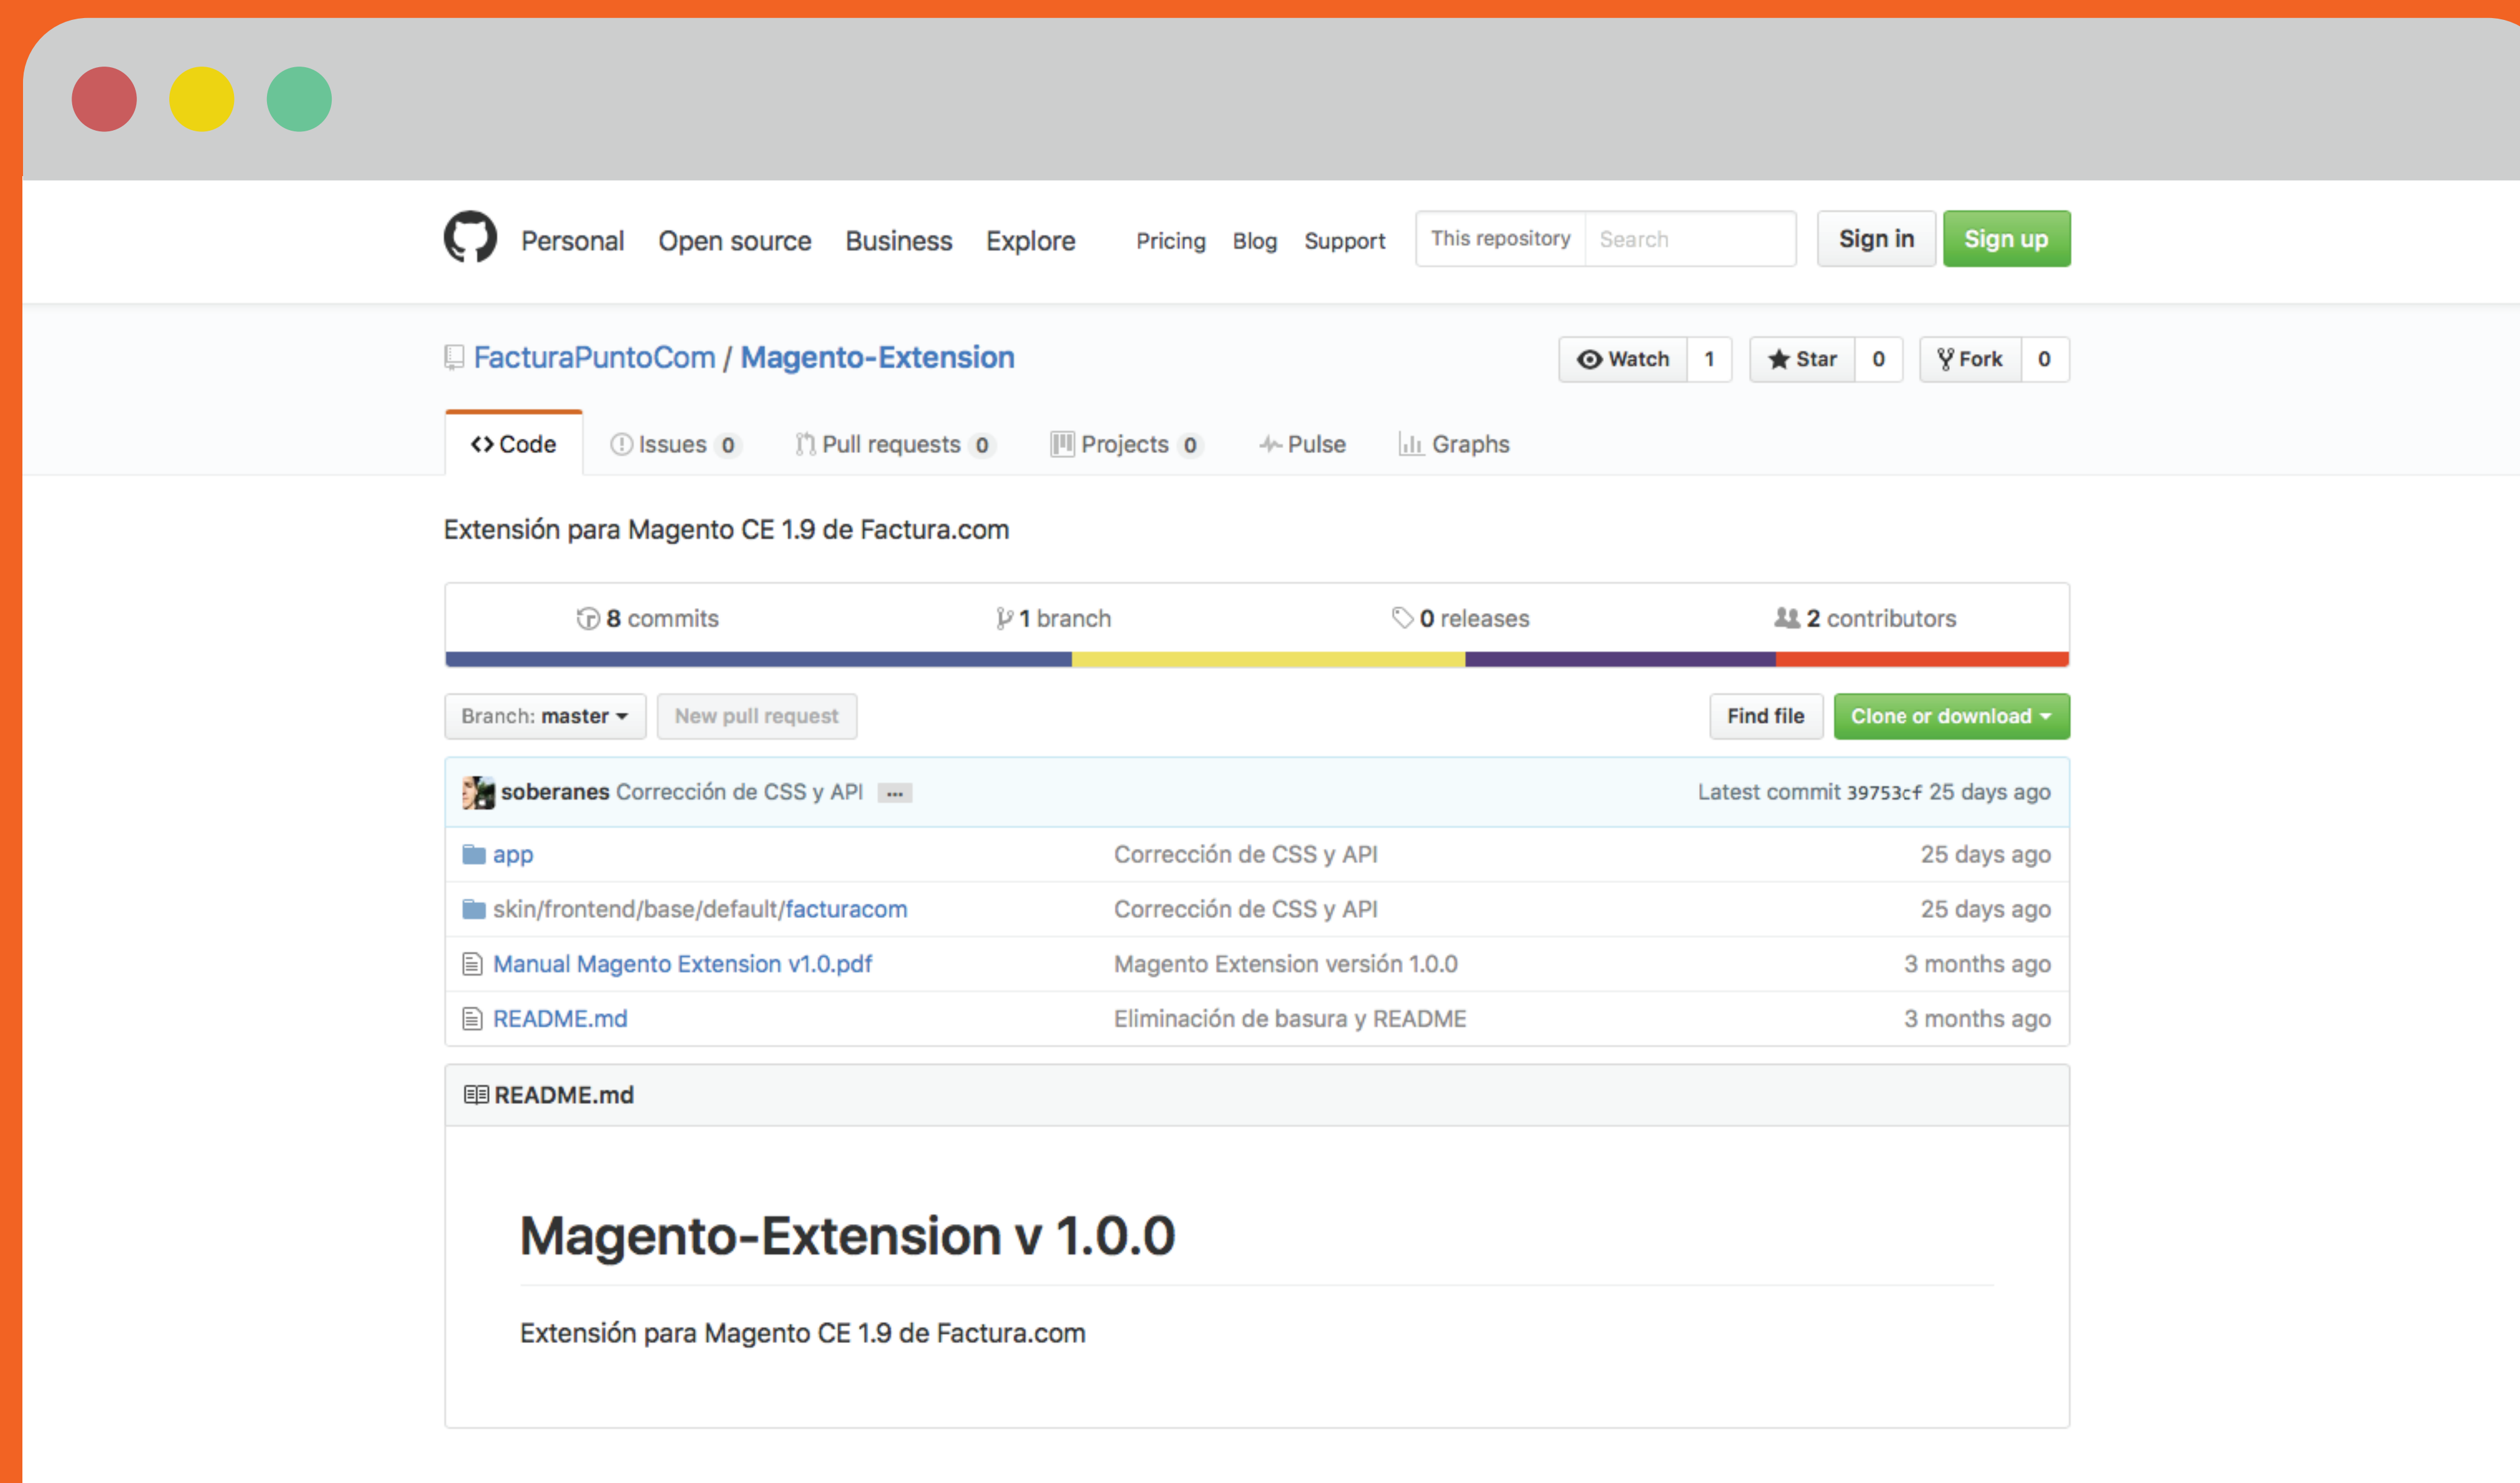 Personal Open source Business Explore Pricing Blog Support This repository Search Sign in Sign up
FacturaPuntoCom / Magento-Extension Watch 1 Star 0 Fork 0
Code Issues 0 Pull requests 0 Projects 0 Pulse Graphs
Extensión para Magento CE 1.9 de Factura.com
8 commits 1 branch 0 releases 2 contributors
Branch: master New pull request Find file Clone or download
soberanes Corrección de CSS y API ... Latest commit 39753cf 25 days ago
app Corrección de CSS y API 25 days ago
skin/frontend/base/default/facturacom Corrección de CSS y API 25 days ago
Manual Magento Extension v1.0.pdf Magento Extension versión 1.0.0 3 months ago
README.md Eliminación de basura y README 3 months ago
README.md
Magento-Extension v 1.0.0
Extensión para Magento CE 1.9 de Factura.com